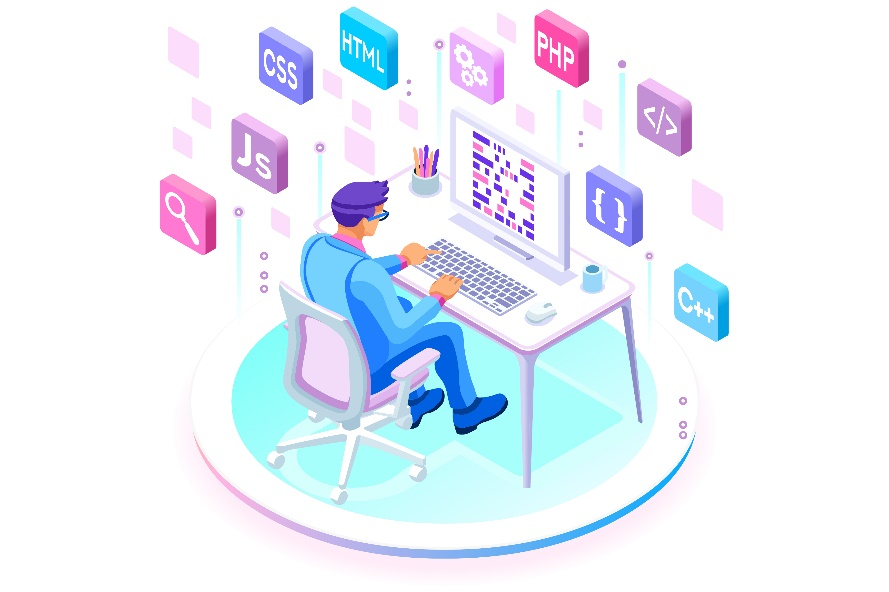 HTML
PHP
CSS
</>
Js
{ }
C++